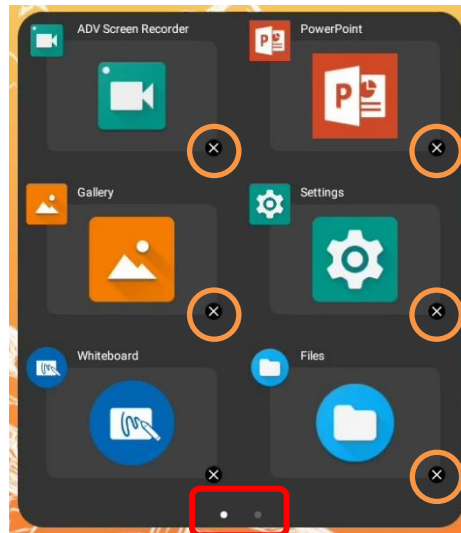 ADV Screen Recorder
PowerPoint
P
P
Gallery
Settings
Whiteboard
Files